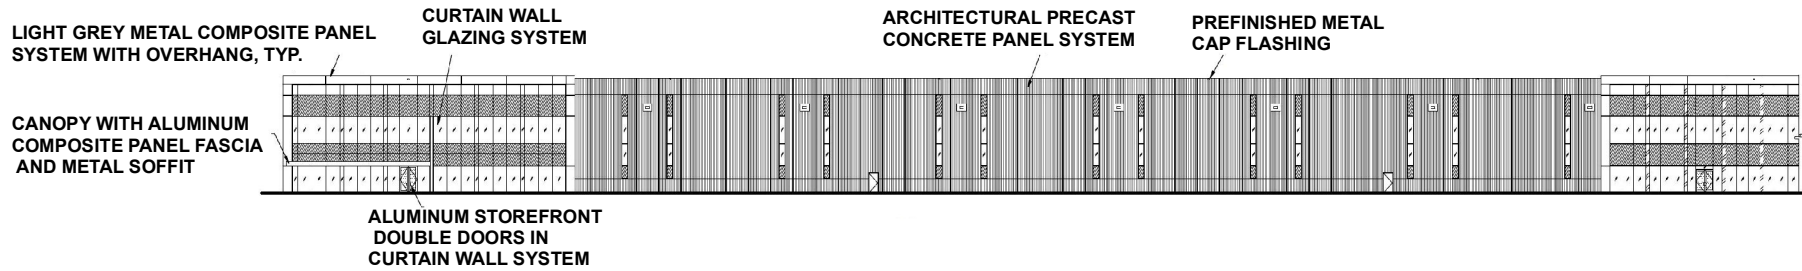 LIGHT GREY METAL COMPOSITE PANEL
SYSTEM WITH OVERHANG, TYP.
CURTAIN WALL
GLAZING SYSTEM
ARCHITECTURAL PRECAST
CONCRETE PANEL SYSTEM
PREFINISHED METAL
CAP FLASHING
CANOPY WITH ALUMINUM
COMPOSITE PANEL FASCIA
AND METAL SOFFIT
ALUMINUM STOREFRONT
DOUBLE DOORS IN
CURTAIN WALL SYSTEM